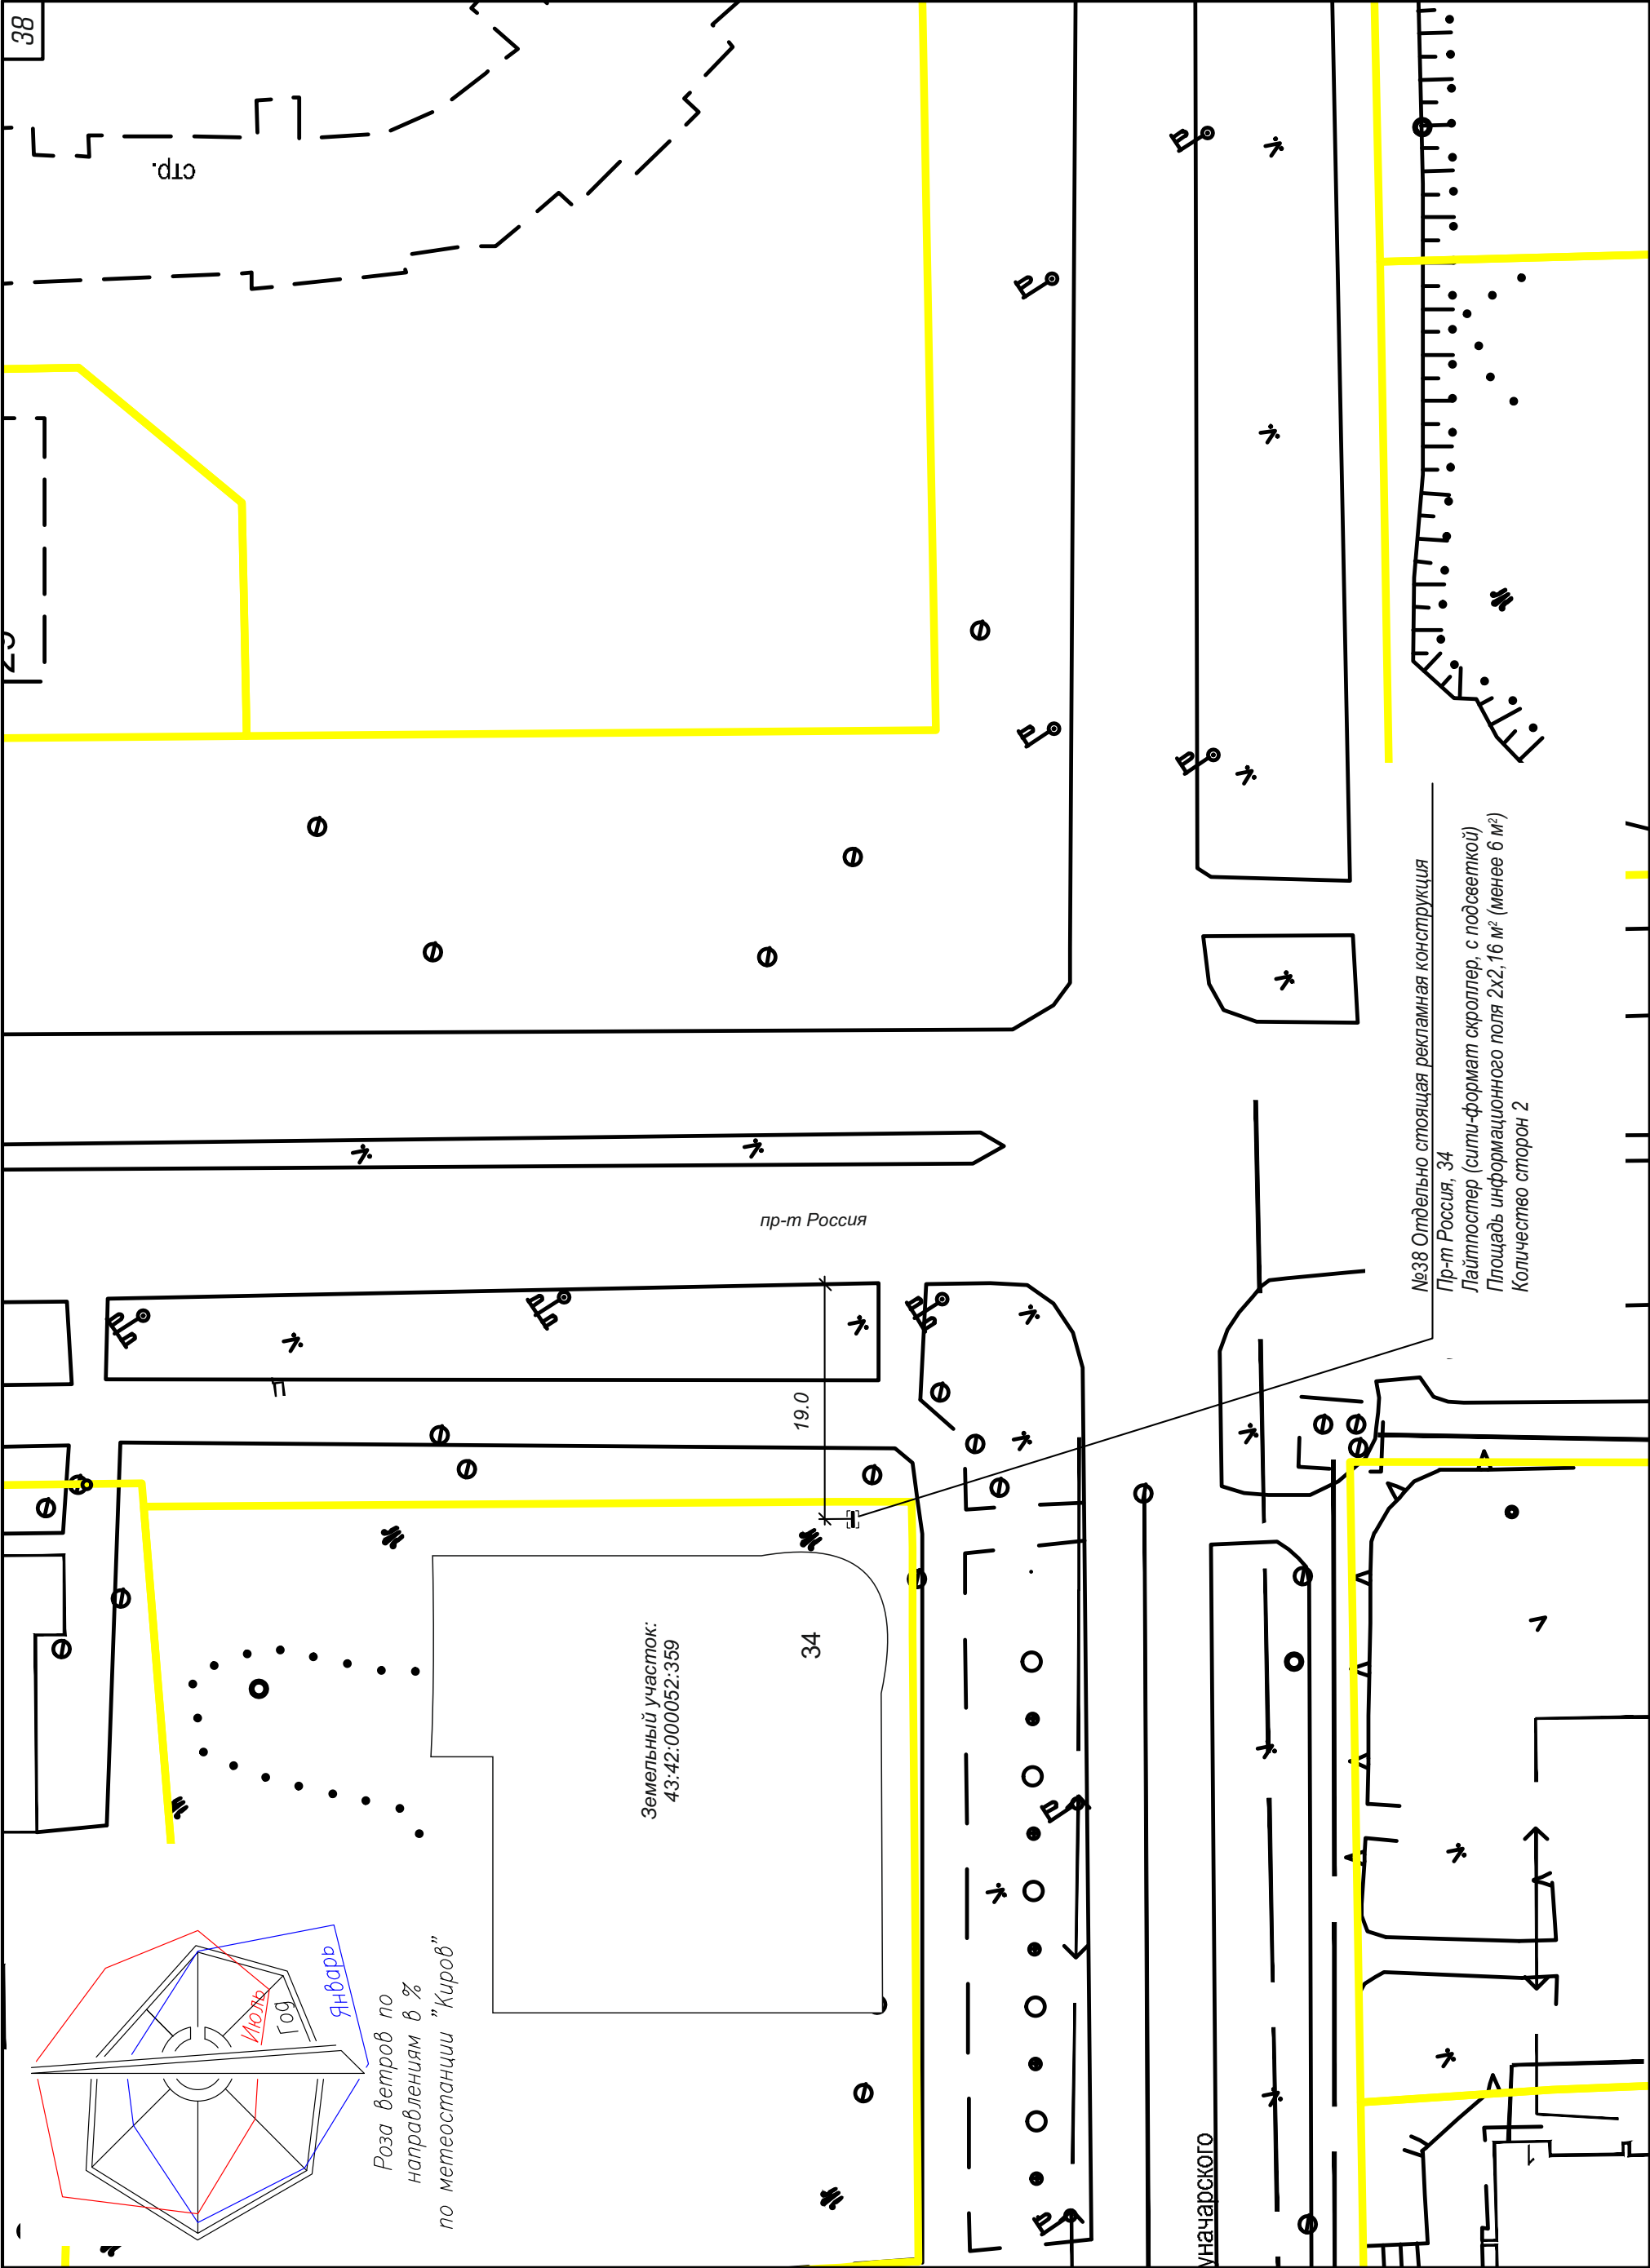 38
стр.
пр-т Россия
№38 Отдельно стоящая рекламная конструкция
Пр-т Россия, 34
Лайтпостер (сити-формат скроллер, с подсветкой)
Площадь информационного поля 2х2,16 м² (менее 6 м²)
Количество сторон 2
П
19.0
Земельный участок:
43:42:000052:359
34
Июль
Год
Январь
Роза ветров по
направлениям в %
по метеостанции "Киров"
уначарского
1